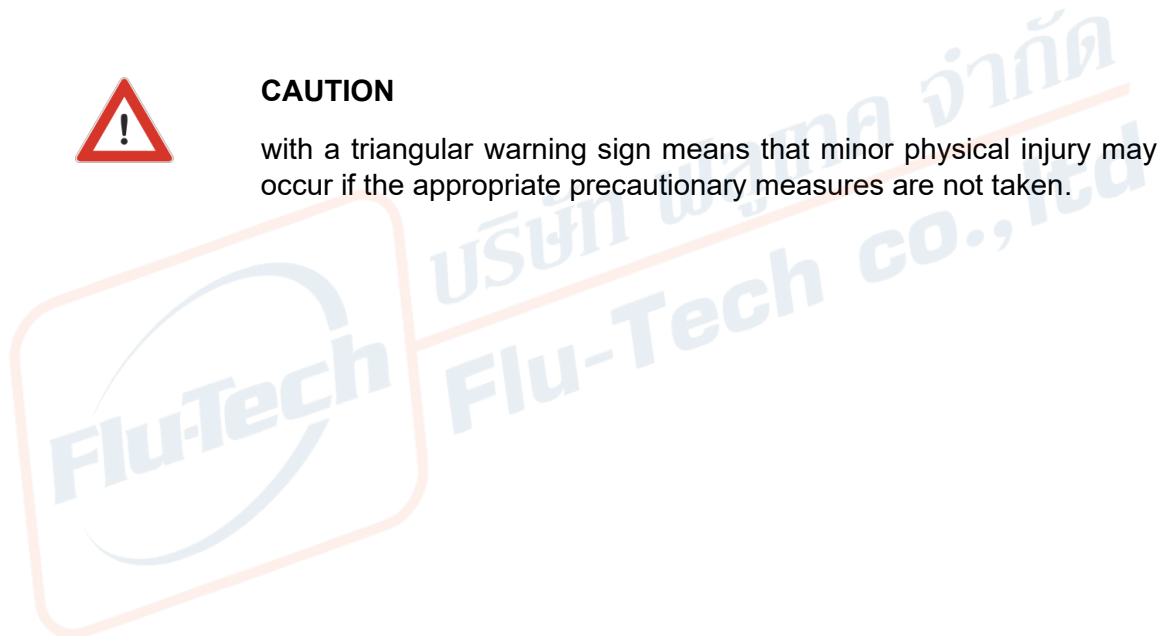 CAUTION
with a triangular warning sign means that minor physical injury may
occur if the appropriate precautionary measures are not taken.
บริษัท ฟลูเทค จำกัด
Flu-Tech co.,ltd
Flu-Tech